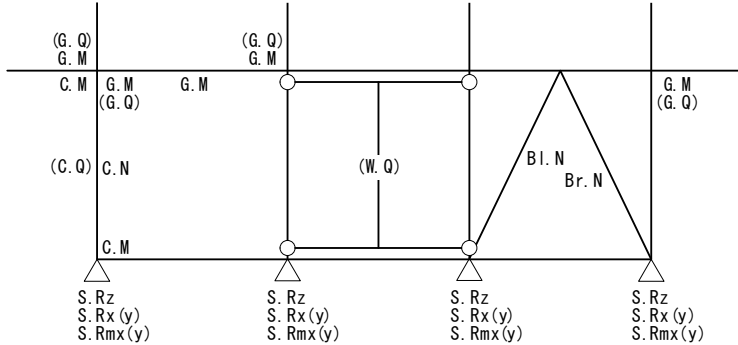 (G.Q)
G.M
(G.Q)
G.M
C.M
G.M
(G.Q)
G.M
G.M
(G.Q)
(C.Q)
C.N
(W.Q)
Bl.N
Br.N
C.M
S.Rz
S.Rx(y)
S.Rmx(y)
S.Rz
S.Rx(y)
S.Rmx(y)
S.Rz
S.Rx(y)
S.Rmx(y)
S.Rz
S.Rx(y)
S.Rmx(y)